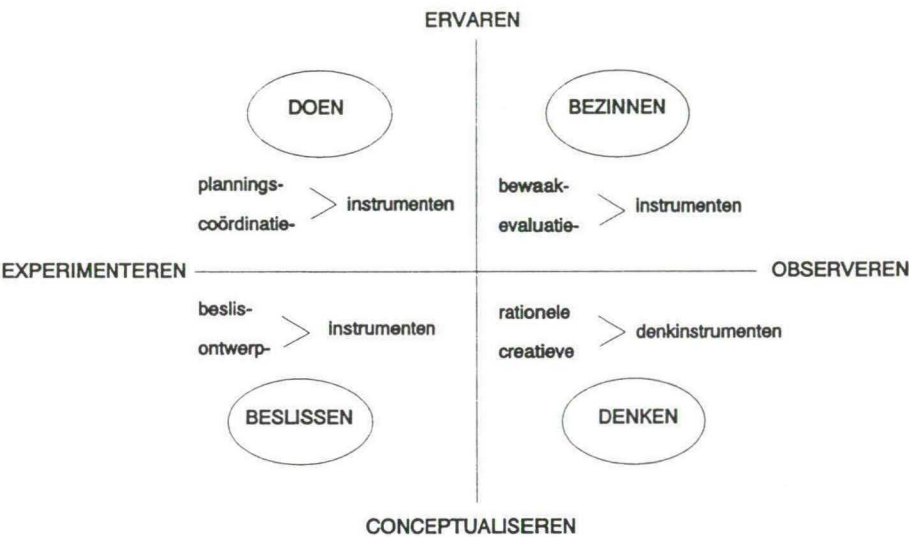 ERVAREN
DOEN
BEZINNEN
plannings-
coördinatie-
instrumenten
bewaak-
evaluatie-
instrumenten
EXPERIMENTEREN
OBSERVEREN
beslis-
ontwerp-
instrumenten
rationele
creatieve
denkinstrumenten
BESLISSEN
DENKEN
CONCEPTUALISEREN